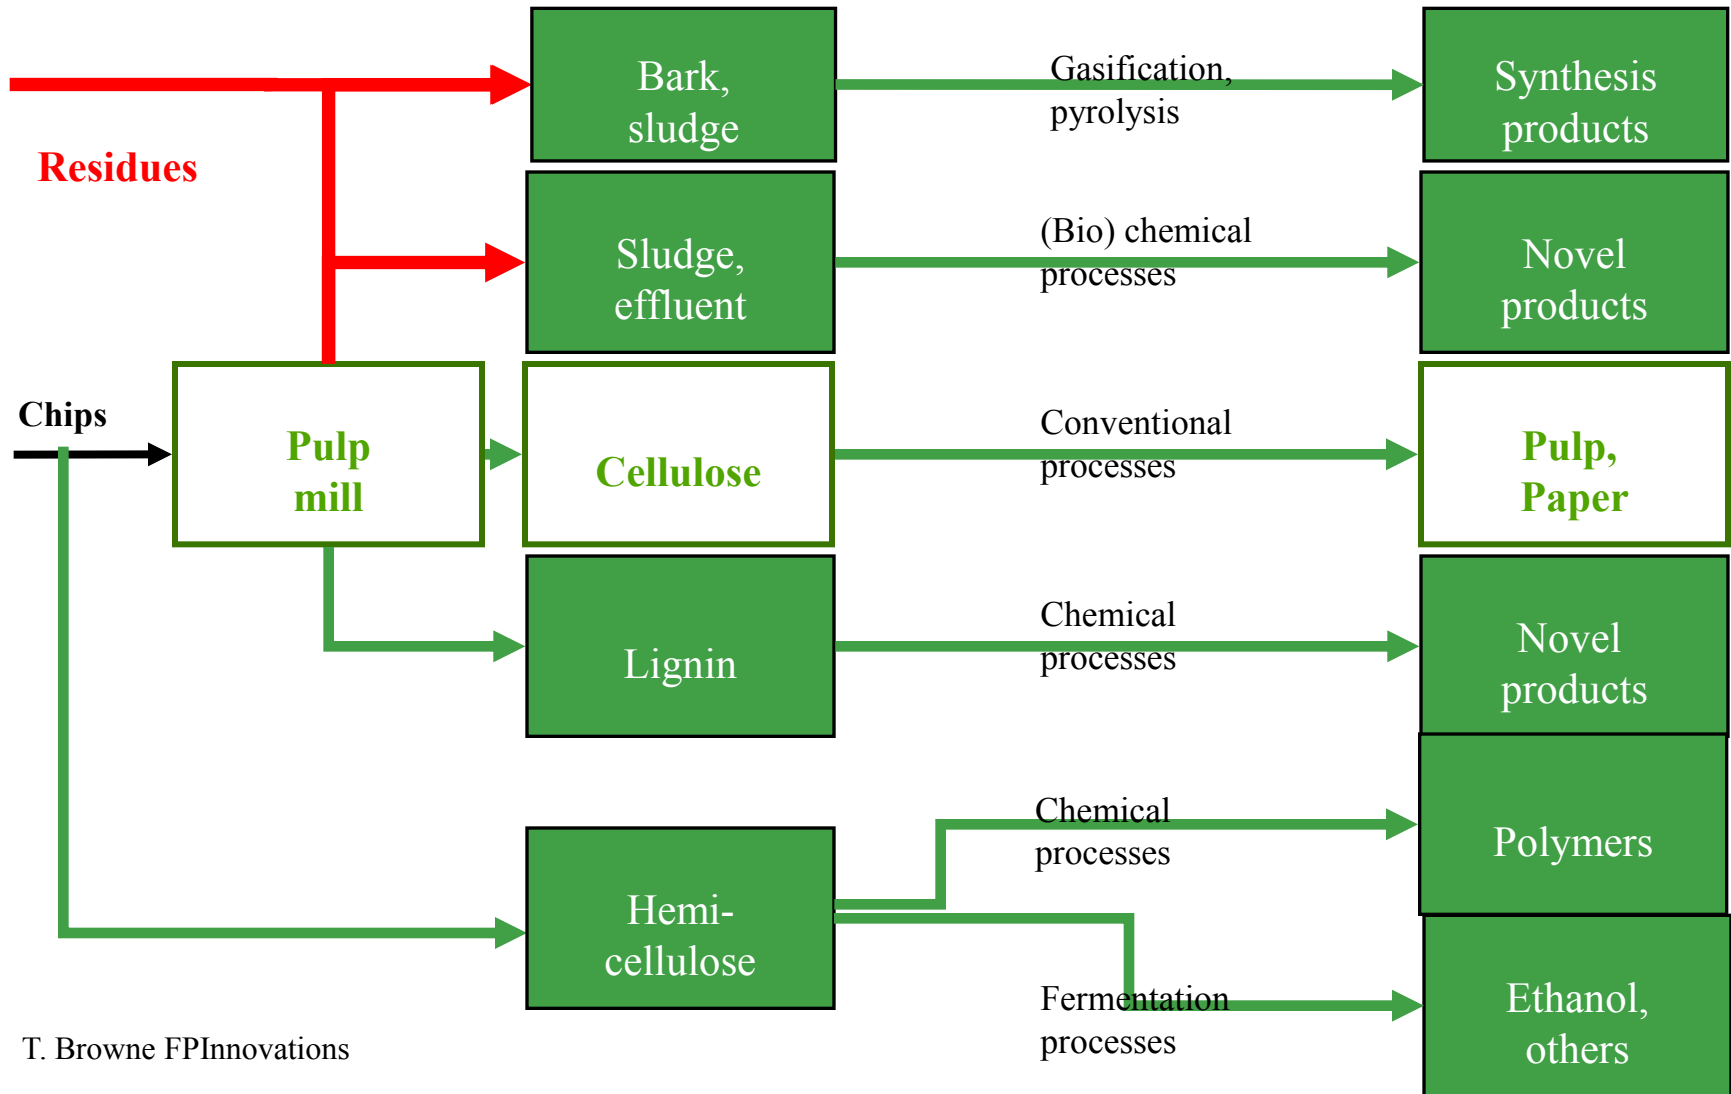 Bark,
sludge
Gasification,
pyrolysis
Synthesis
products
Residues
Sludge,
effluent
(Bio) chemical
processes
Novel
products
Chips
Pulp
mill
Cellulose
Conventional
processes
Pulp,
Paper
Lignin
Chemical
processes
Novel
products
Hemi-
cellulose
Chemical
processes
Polymers
Fermentation
processes
Ethanol,
others
T. Browne FPInnovations